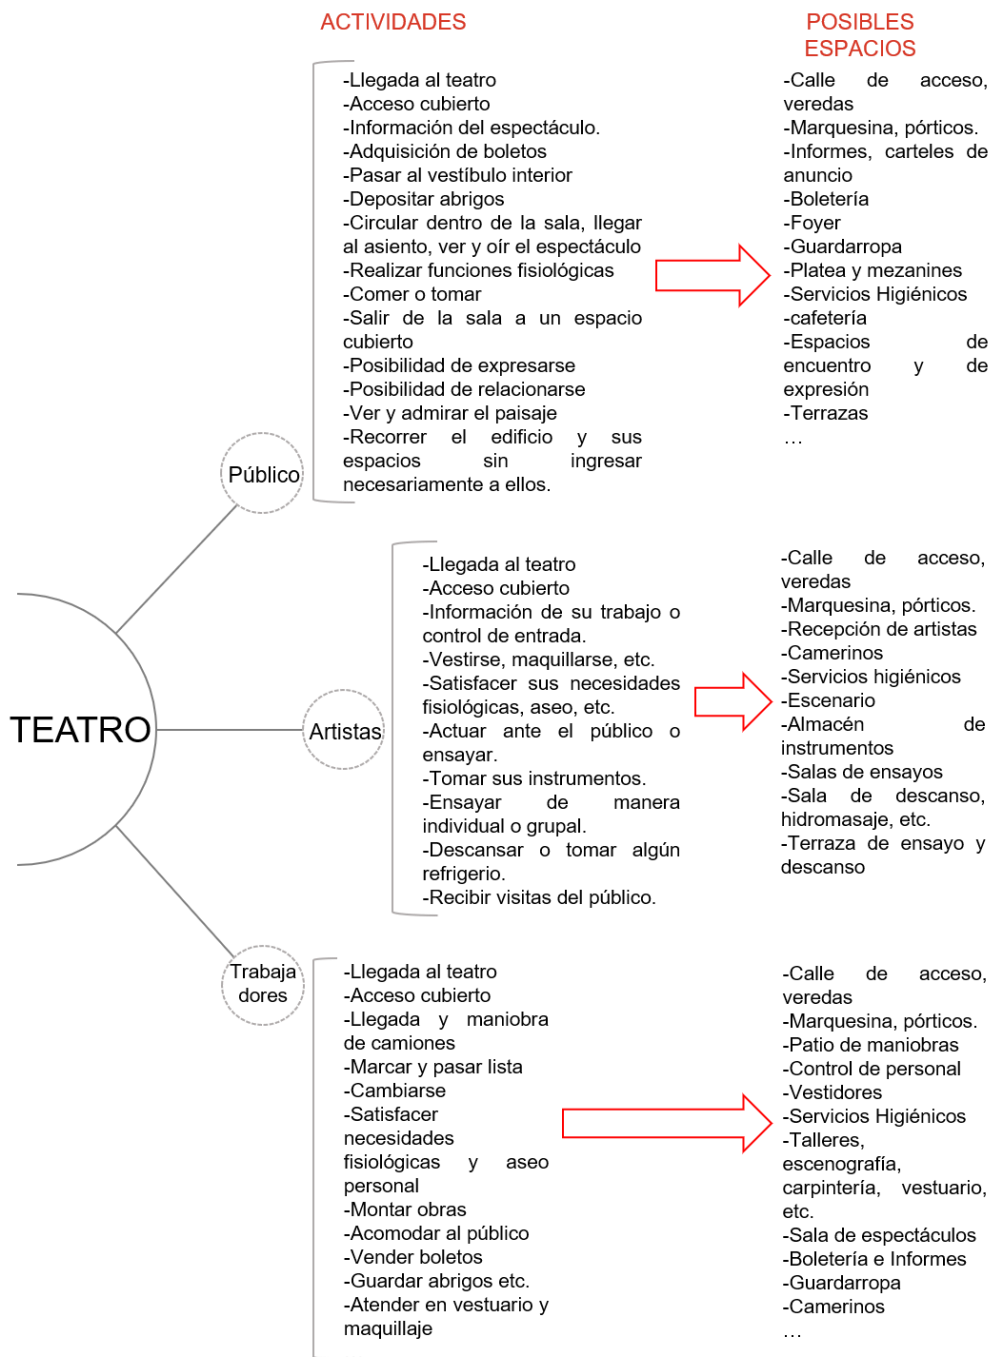 ACTIVIDADES
POSIBLES
ESPACIOS
-Llegada al teatro
-Acceso cubierto
-Información del espectáculo.
-Adquisición de boletos
-Pasar al vestíbulo interior
-Depositar abrigos
-Circular dentro de la sala, llegar
al asiento, ver y oír el espectáculo
-Realizar funciones fisiológicas
-Comer o tomar
-Salir de la sala a un espacio
cubierto
-Posibilidad de expresarse
-Posibilidad de relacionarse
-Ver y admirar el paisaje
-Recorrer el edificio y sus
espacios sin ingresar
necesariamente a ellos.
-Calle de acceso,
veredas
-Marquesina, pórticos.
-Informes, carteles de
anuncio
-Boletería
-Foyer
-Guardarropa
-Platea y mezanines
-Servicios Higiénicos
-cafetería
-Espacios de
encuentro y de
expresión
-Terrazas
...
Público
TEATRO
Artistas
-Llegada al teatro
-Acceso cubierto
-Información de su trabajo o
control de entrada.
-Vestirse, maquillarse, etc.
-Satisfacer sus necesidades
fisiológicas, aseo, etc.
-Actuar ante el público o
ensayar.
-Tomar sus instrumentos.
-Ensayar de manera
individual o grupal.
-Descansar o tomar algún
refrigerio.
-Recibir visitas del público.
-Calle de acceso,
veredas
-Marquesina, pórticos.
-Recepción de artistas
-Camerinos
-Servicios higiénicos
-Escenario
-Almacén de
instrumentos
-Salas de ensayos
-Sala de descanso,
hidromasaje, etc.
-Terraza de ensayo y
descanso
Trabaja
dores
-Llegada al teatro
-Acceso cubierto
-Llegada y maniobra
de camiones
-Marcar y pasar lista
-Cambiarse
-Satisfacer
necesidades
fisiológicas y aseo
personal
-Montar obras
-Acomodar al público
-Vender boletos
-Guardar abrigos etc.
-Atender en vestuario y
maquillaje
-Calle de acceso,
veredas
-Marquesina, pórticos.
-Patio de maniobras
-Control de personal
-Vestidores
-Servicios Higiénicos
-Talleres,
escenografía,
carpintería, vestuario,
etc.
-Sala de espectáculos
-Boletería e Informes
-Guardarropa
-Camerinos
...